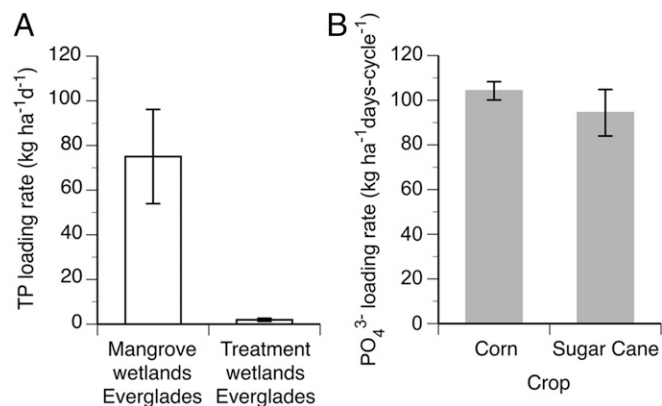 A
TP loading rate (kg ha⁻¹d⁻¹)
120
100
80
60
40
20
0
Mangrove
wetlands
Everglades
Treatment
wetlands
Everglades
B
PO₄³⁻ loading rate (kg ha⁻¹days-cycle⁻¹)
120
100
80
60
40
20
0
Corn
Sugar Cane
Crop